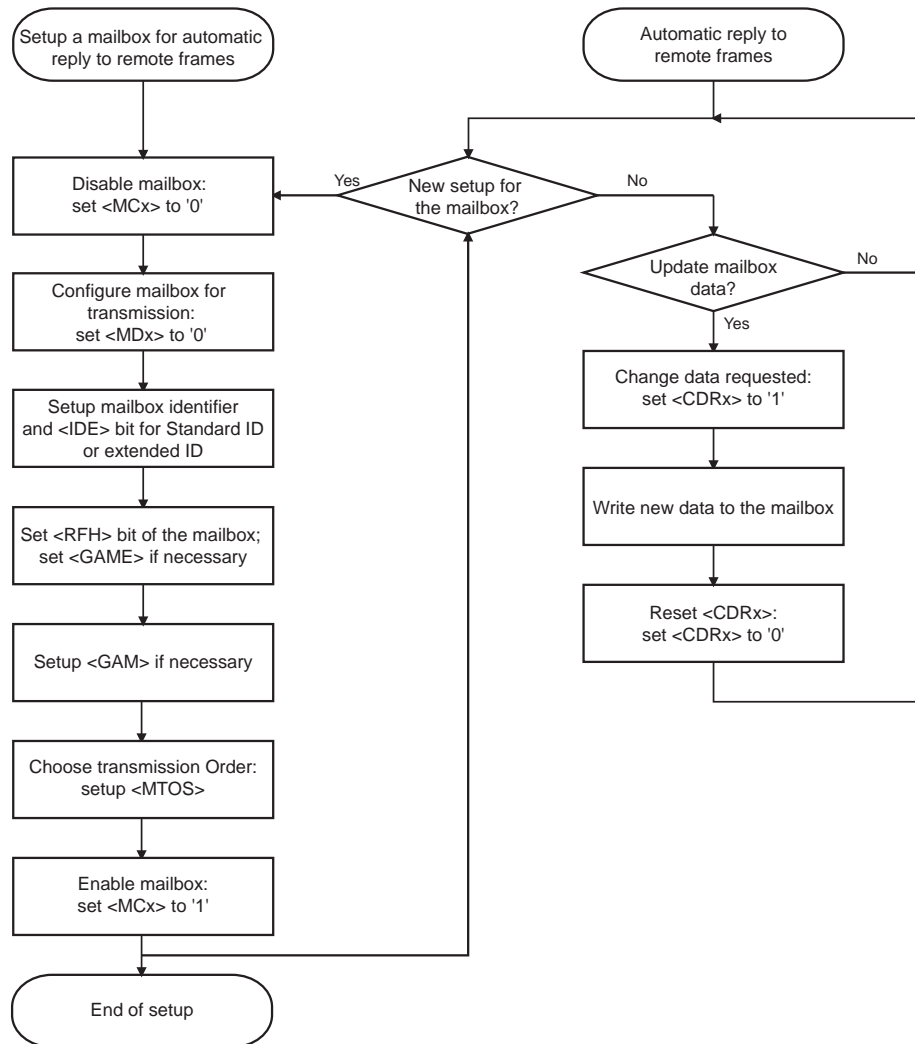 Setup a mailbox for automatic
reply to remote frames
Disable mailbox:
set <MCx> to '0'
Configure mailbox for
transmission:
set <MDx> to '0'
Setup mailbox identifier
and <IDE> bit for Standard ID
or extended ID
Set <RFH> bit of the mailbox;
set <GAME> if necessary
Setup <GAM> if necessary
Choose transmission Order:
setup <MTOS>
Enable mailbox:
set <MCx> to '1'
End of setup
Automatic reply to
remote frames
Yes
New setup for
the mailbox?
No
Update mailbox
data?
No
Yes
Change data requested:
set <CDRx> to '1'
Write new data to the mailbox
Reset <CDRx>:
set <CDRx> to '0'